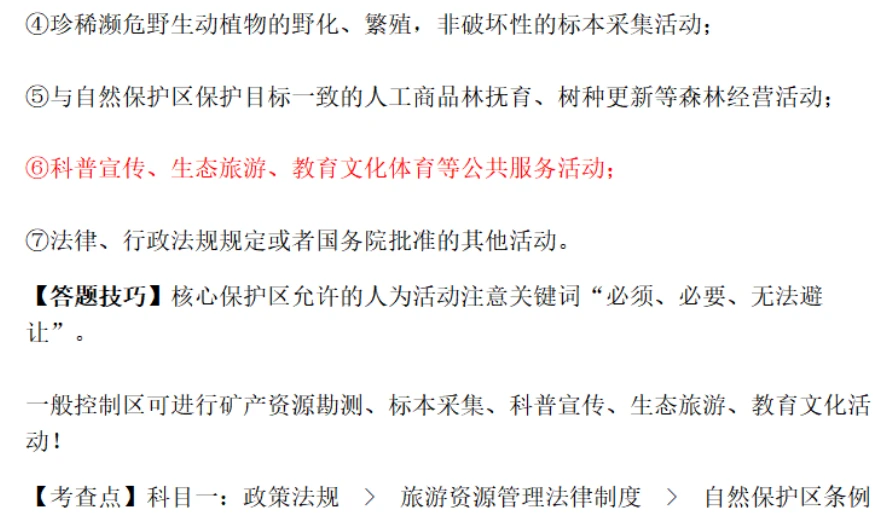 ④珍稀濒危野生动植物的野化、繁殖，非破坏性的标本采集活动；
⑤与自然保护区保护目标一致的人工商品林抚育、树种更新等森林经营活动；
⑥科普宣传、生态旅游、教育文化体育等公共服务活动；
⑦法律、行政法规规定或者国务院批准的其他活动。
【答题技巧】核心保护区允许的人为活动注意关键词“必须、必要、无法避
让”。
一般控制区可进行矿产资源勘测、标本采集、科普宣传、生态旅游、教育文化活
动！
【考查点】科目一：政策法规 > 旅游资源管理法律制度 > 自然保护区条例